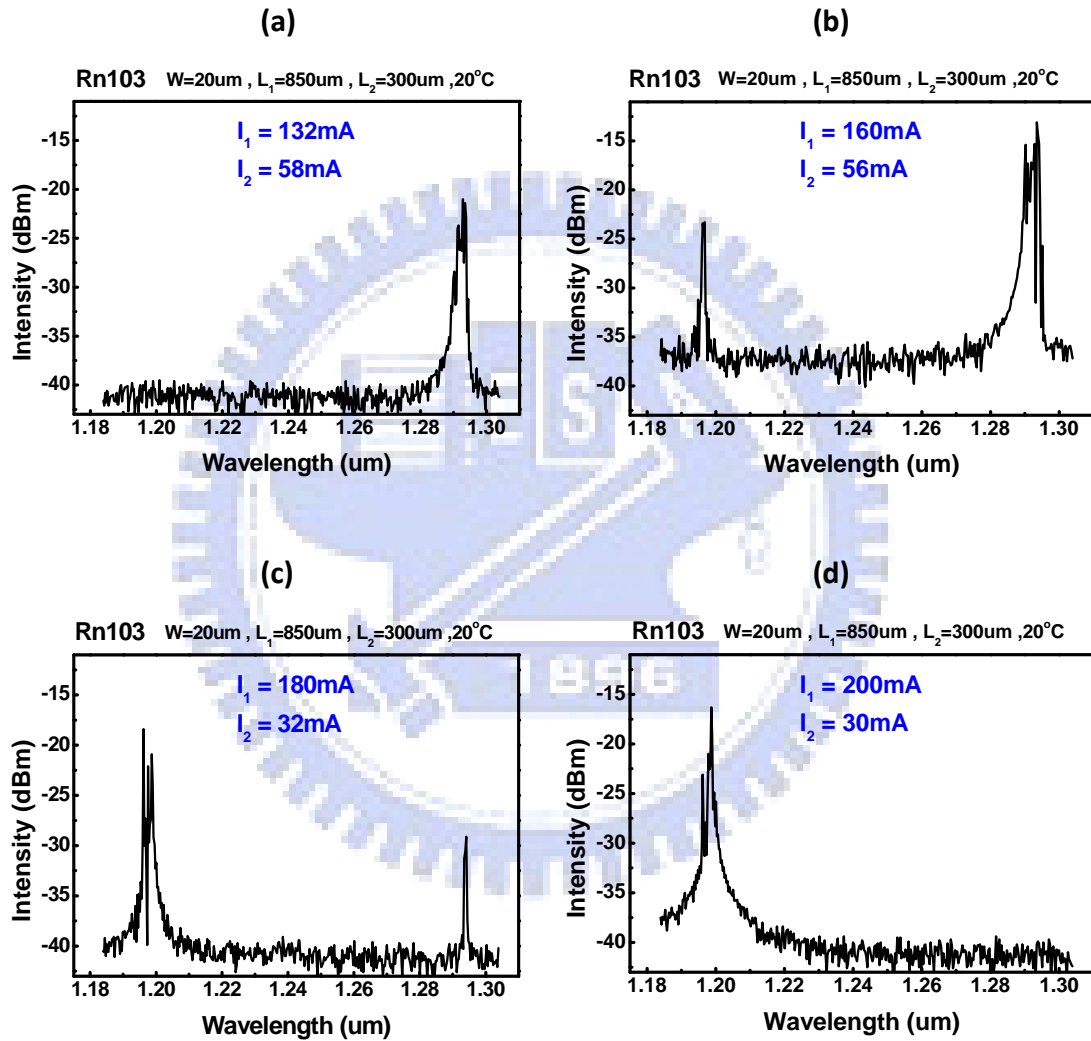 (a)
Rn103 W=20um , L1=850um , L2=300um ,20°C
I1 = 132mA
I2 = 58mA
Intensity (dBm)
-15
-20
-25
-30
-35
-40
1.18 1.20 1.22 1.24 1.26 1.28 1.30
Wavelength (um)
(b)
Rn103 W=20um , L1=850um , L2=300um ,20°C
I1 = 160mA
I2 = 56mA
Intensity (dBm)
-15
-20
-25
-30
-35
-40
1.18 1.20 1.22 1.24 1.26 1.28 1.30
Wavelength (um)
(c)
Rn103 W=20um , L1=850um , L2=300um ,20°C
I1 = 180mA
I2 = 32mA
Intensity (dBm)
-15
-20
-25
-30
-35
-40
1.18 1.20 1.22 1.24 1.26 1.28 1.30
Wavelength (um)
(d)
Rn103 W=20um , L1=850um , L2=300um ,20°C
I1 = 200mA
I2 = 30mA
Intensity (dBm)
-15
-20
-25
-30
-35
-40
1.18 1.20 1.22 1.24 1.26 1.28 1.30
Wavelength (um)
1896